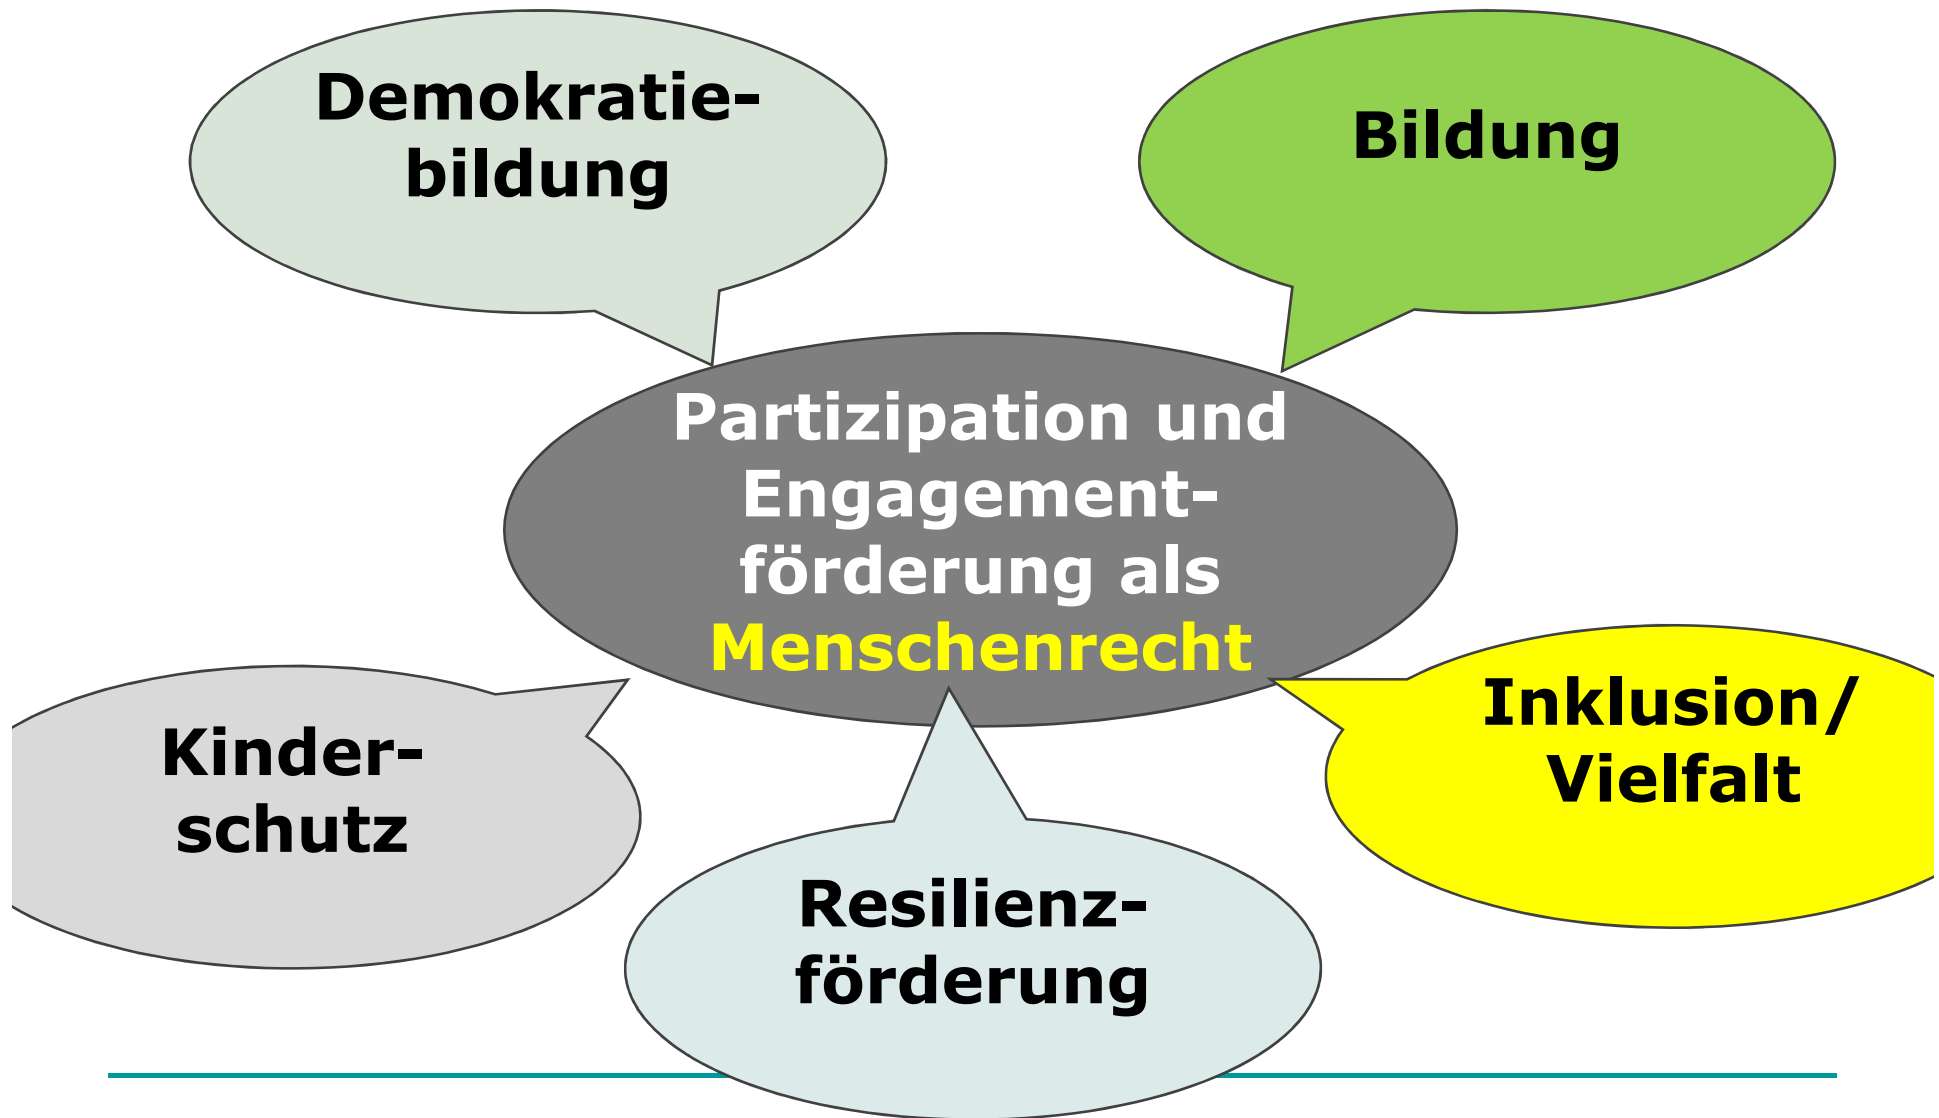 Demokratie-
bildung
Bildung
Partizipation und
Engagement-
förderung als
Menschenrecht
Kinder-
schutz
Inklusion/
Vielfalt
Resilienz-
förderung